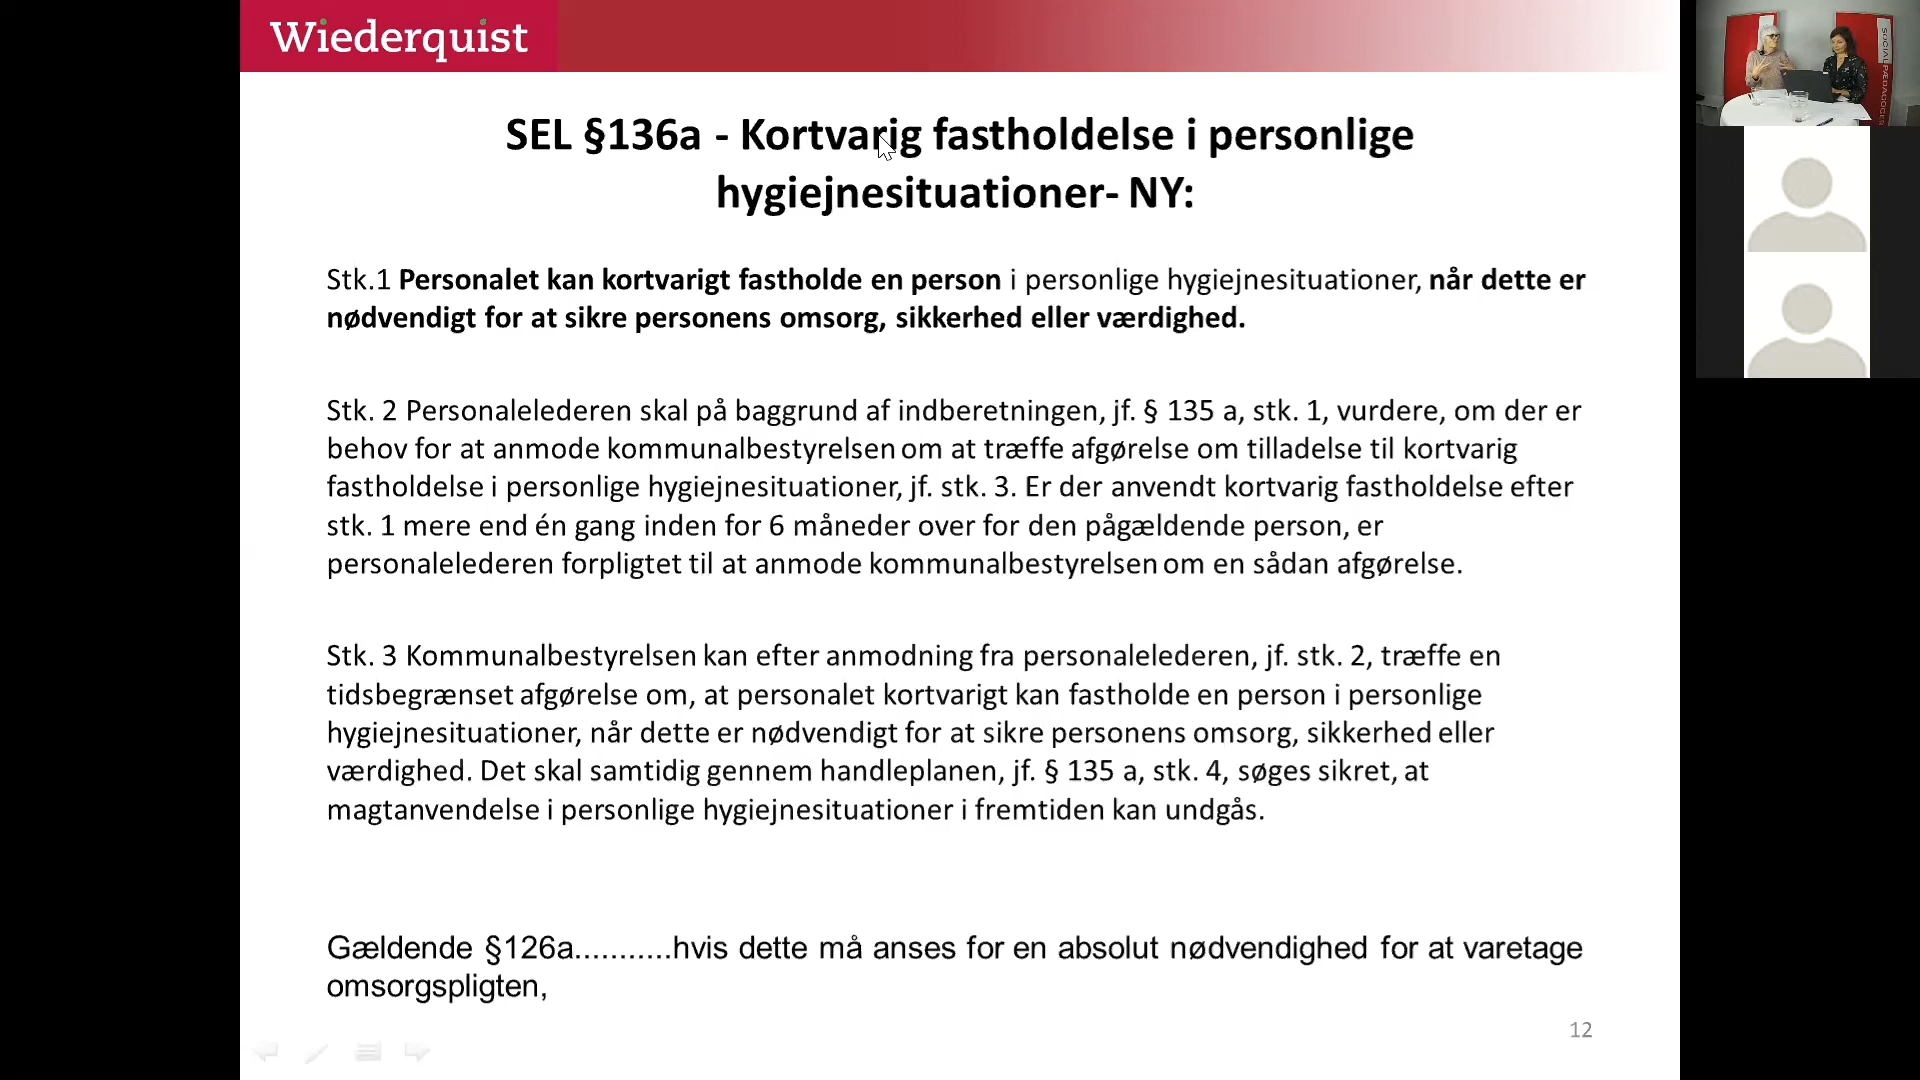 Wiederquist
SEL §136a - Kortvarig fastholdelse i personlige
hygiejnesituationer- NY:
Stk.1 Personalet kan kortvarigt fastholde en person i personlige hygiejnesituationer, når dette er
nødvendigt for at sikre personens omsorg, sikkerhed eller værdighed.
Stk. 2 Personalelederen skal på baggrund af indberetningen, jf. § 135 a, stk. 1, vurdere, om der er
behov for at anmode kommunalbestyrelsen om at træffe afgørelse om tilladelse til kortvarig
fastholdelse i personlige hygiejnesituationer, jf. stk. 3. Er der anvendt kortvarig fastholdelse efter
stk. 1 mere end én gang inden for 6 måneder over for den pågældende person, er
personalelederen forpligtet til at anmode kommunalbestyrelsen om en sådan afgørelse.
Stk. 3 Kommunalbestyrelsen kan efter anmodning fra personalelederen, jf. stk. 2, træffe en
tidsbegrænset afgørelse om, at personalet kortvarigt kan fastholde en person i personlige
hygiejnesituationer, når dette er nødvendigt for at sikre personens omsorg, sikkerhed eller
værdighed. Det skal samtidig gennem handleplanen, jf. § 135 a, stk. 4, søges sikret, at
magtanvendelse i personlige hygiejnesituationer i fremtiden kan undgås.
Gældende §126a...........hvis dette må anses for en absolut nødvendighed for at varetage
omsorgspligten,
12